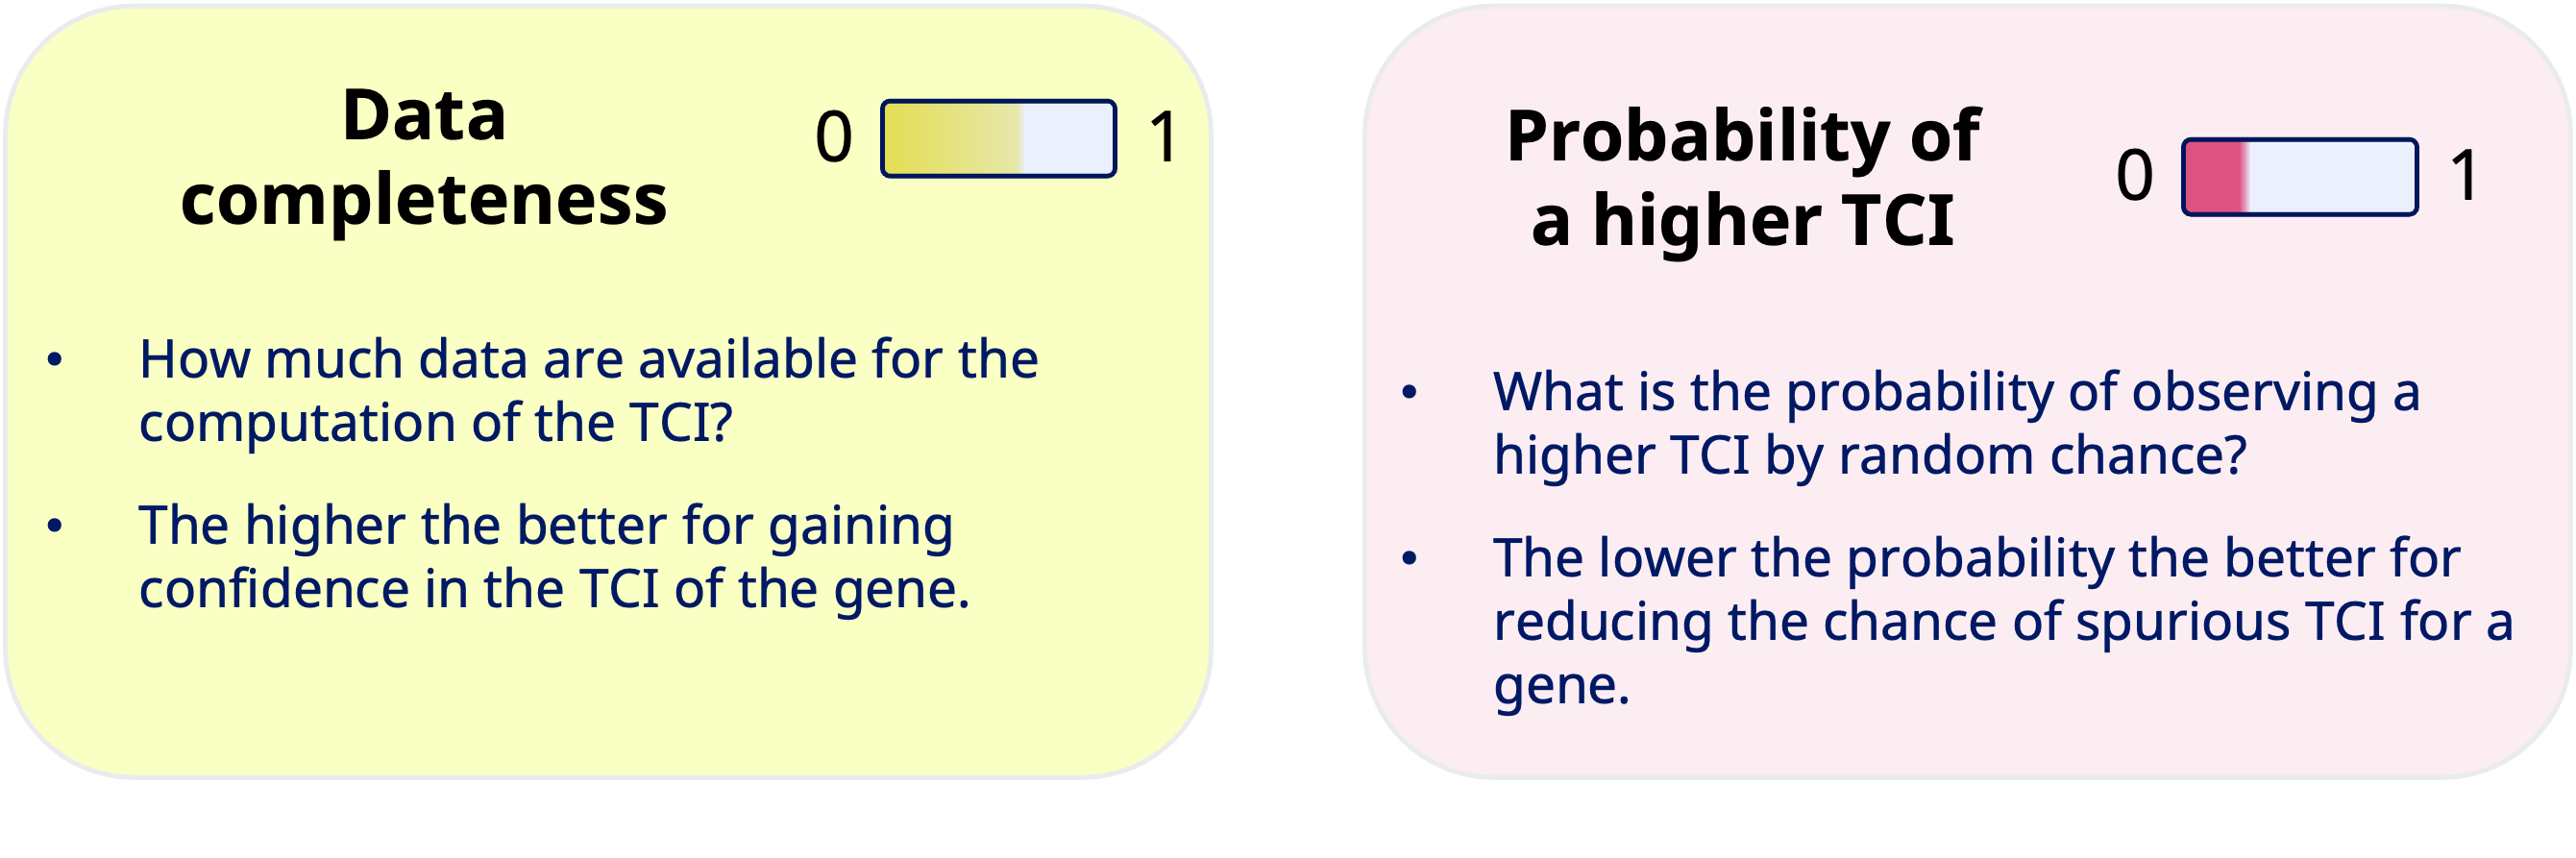 Data
completeness
0 1
• How much data are available for the
computation of the TCI?
• The higher the better for gaining
confidence in the TCI of the gene.
Probability of
a higher TCI
0 1
• What is the probability of observing a
higher TCI by random chance?
• The lower the probability the better for
reducing the chance of spurious TCI for a
gene.